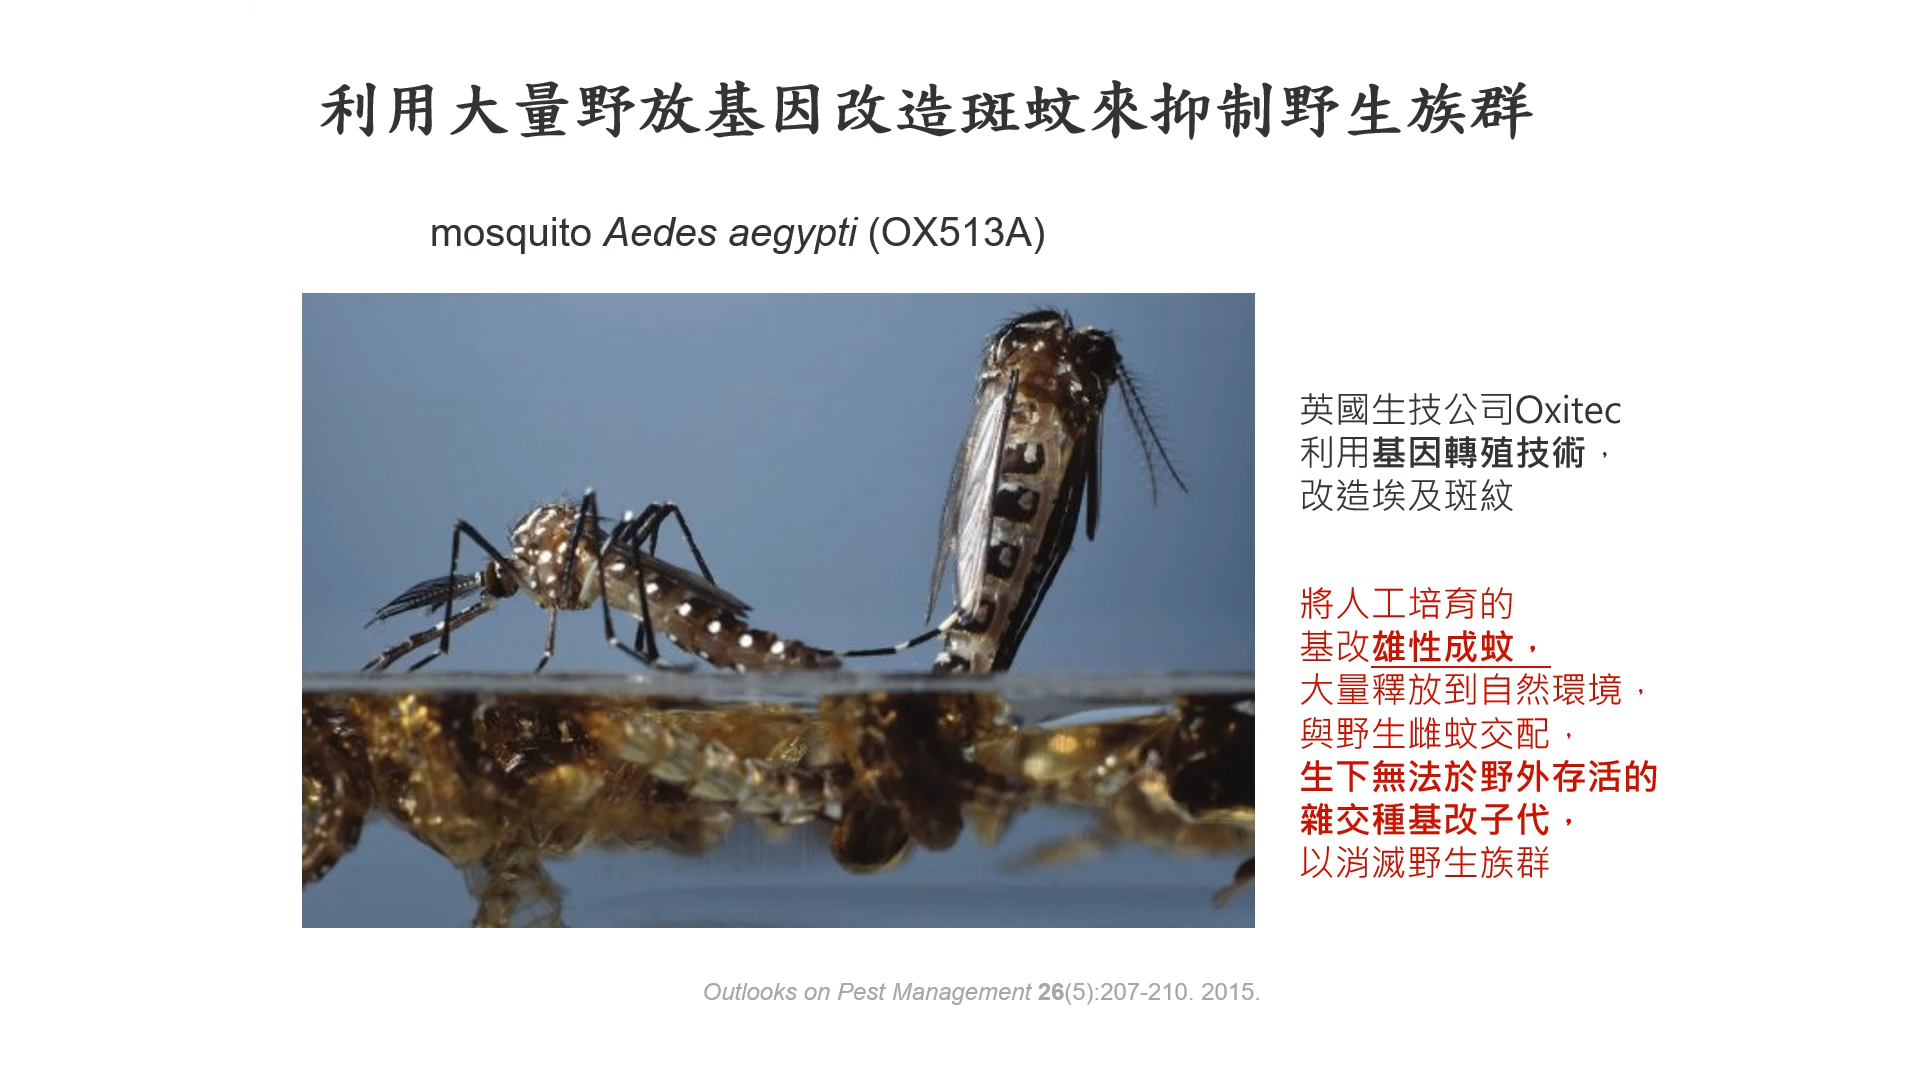 利用大量野放基因改造斑蚊來抑制野生族群
mosquito Aedes aegypti (OX513A)
英國生技公司Oxitec
利用基因轉殖技術，
改造埃及斑紋
將人工培育的
基改雄性成蚊，
大量釋放到自然環境，
與野生雌蚊交配，
生下無法於野外存活的
雜交種基改子代，
以消滅野生族群
Outlooks on Pest Management 26(5):207-210. 2015.